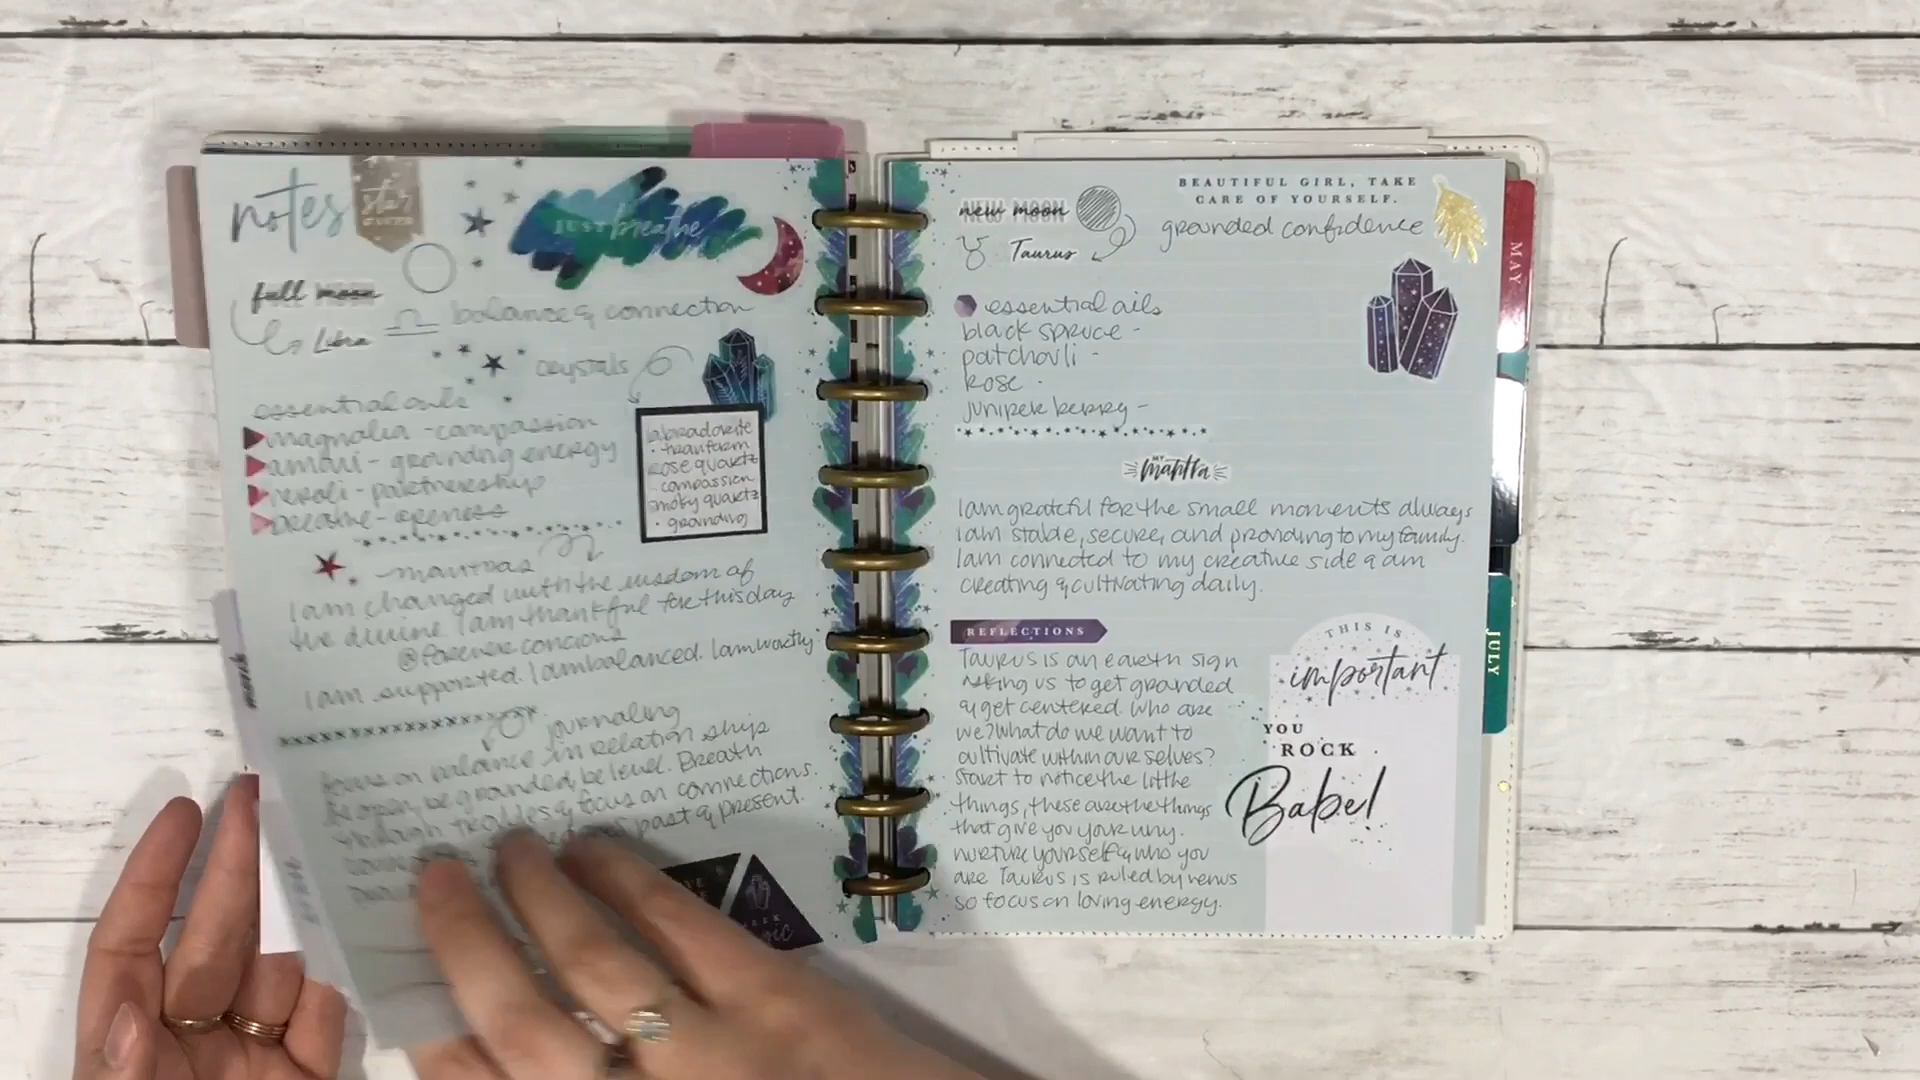 notes
star
JUST breathe
full moon
Libra
balance & connection
crystals
essential oils
magnolia - compassion
- grounding energy
neroli - partnership
- openess
labradorite
• tranform
rose quartz
• compassion
smoky quartz
• grounding
mantras
I am changed with the wisdom of
the divine. I am thankful for this day
@forever concious
I am supported. I am balanced. I am worthy.
journaling
focus on balance in relationship
be open, be grounded, be level. Breath
through & focus on connections.
past & present.
new moon
Taurus
BEAUTIFUL GIRL, TAKE
CARE OF YOURSELF.
grounded confidence
essential oils
black spruce -
patchouli -
Rose -
juniper berry -
MY mantra
I am grateful for the small moments always
I am stable, secure, and providing to my family.
I am connected to my creative side & am
creating & cultivating daily.
REFLECTIONS
Taurus is an earth sign
asking us to get grounded
& get centered. Who are
we? What do we want to
cultivate within our selves?
Start to notice the little
things, these are the things
that give you your why.
nurture yourself & who you
are Taurus is ruled by venus
so focus on loving energy.
THIS IS
important
YOU
ROCK
Babe!
MAY
JULY